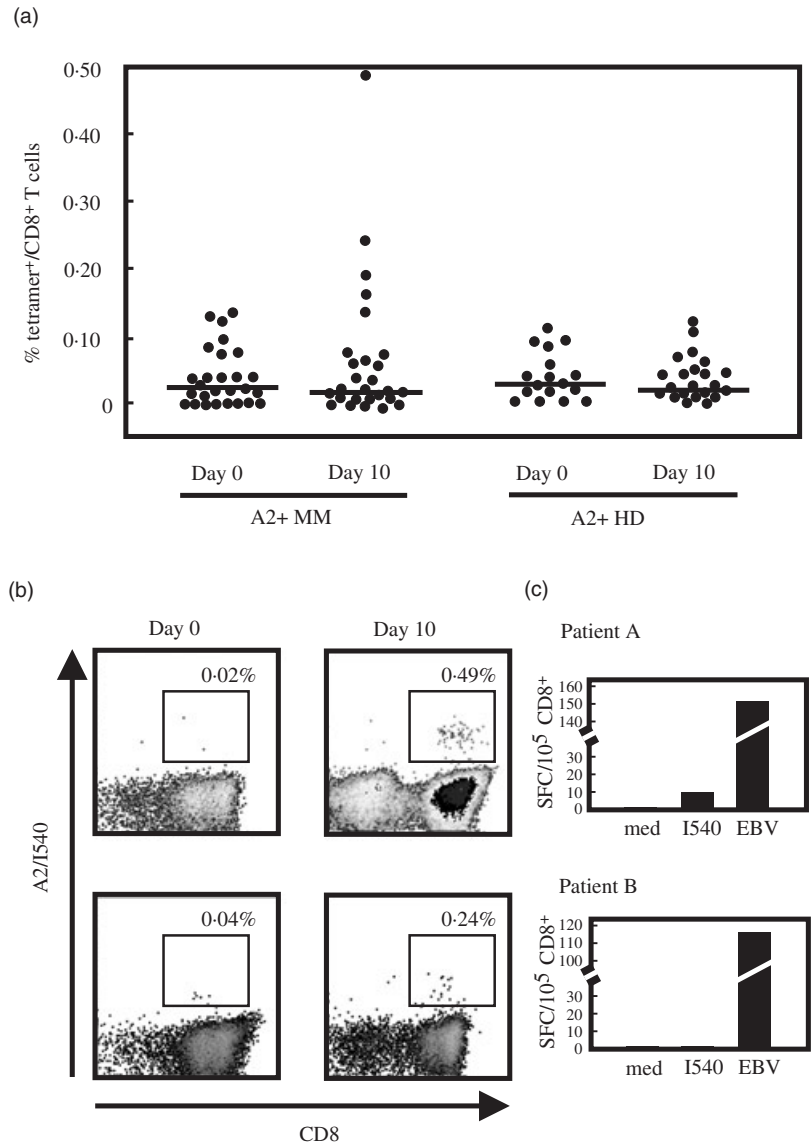 (a)
0·50
0·40
0·30
0·20
0·10
0
% tetramer⁺/CD8⁺ T cells
Day 0 Day 10 Day 0 Day 10
A2+ MM A2+ HD
(b)
Day 0 Day 10
0·02% 0·49%
0·04% 0·24%
A2/I540
CD8
(c)
Patient A
SFC/10⁵ CD8⁺
160
150
140
30
20
10
0
med I540 EBV
Patient B
SFC/10⁵ CD8⁺
120
110
100
30
20
10
0
med I540 EBV